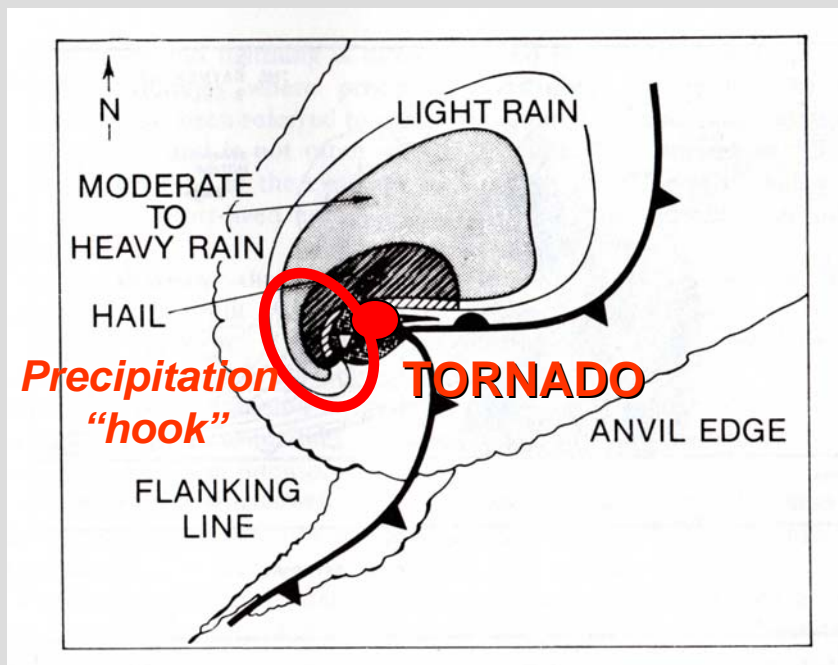 N
LIGHT RAIN
MODERATE
TO
HEAVY RAIN
HAIL
Precipitation
“hook”
TORNADO
ANVIL EDGE
FLANKING
LINE